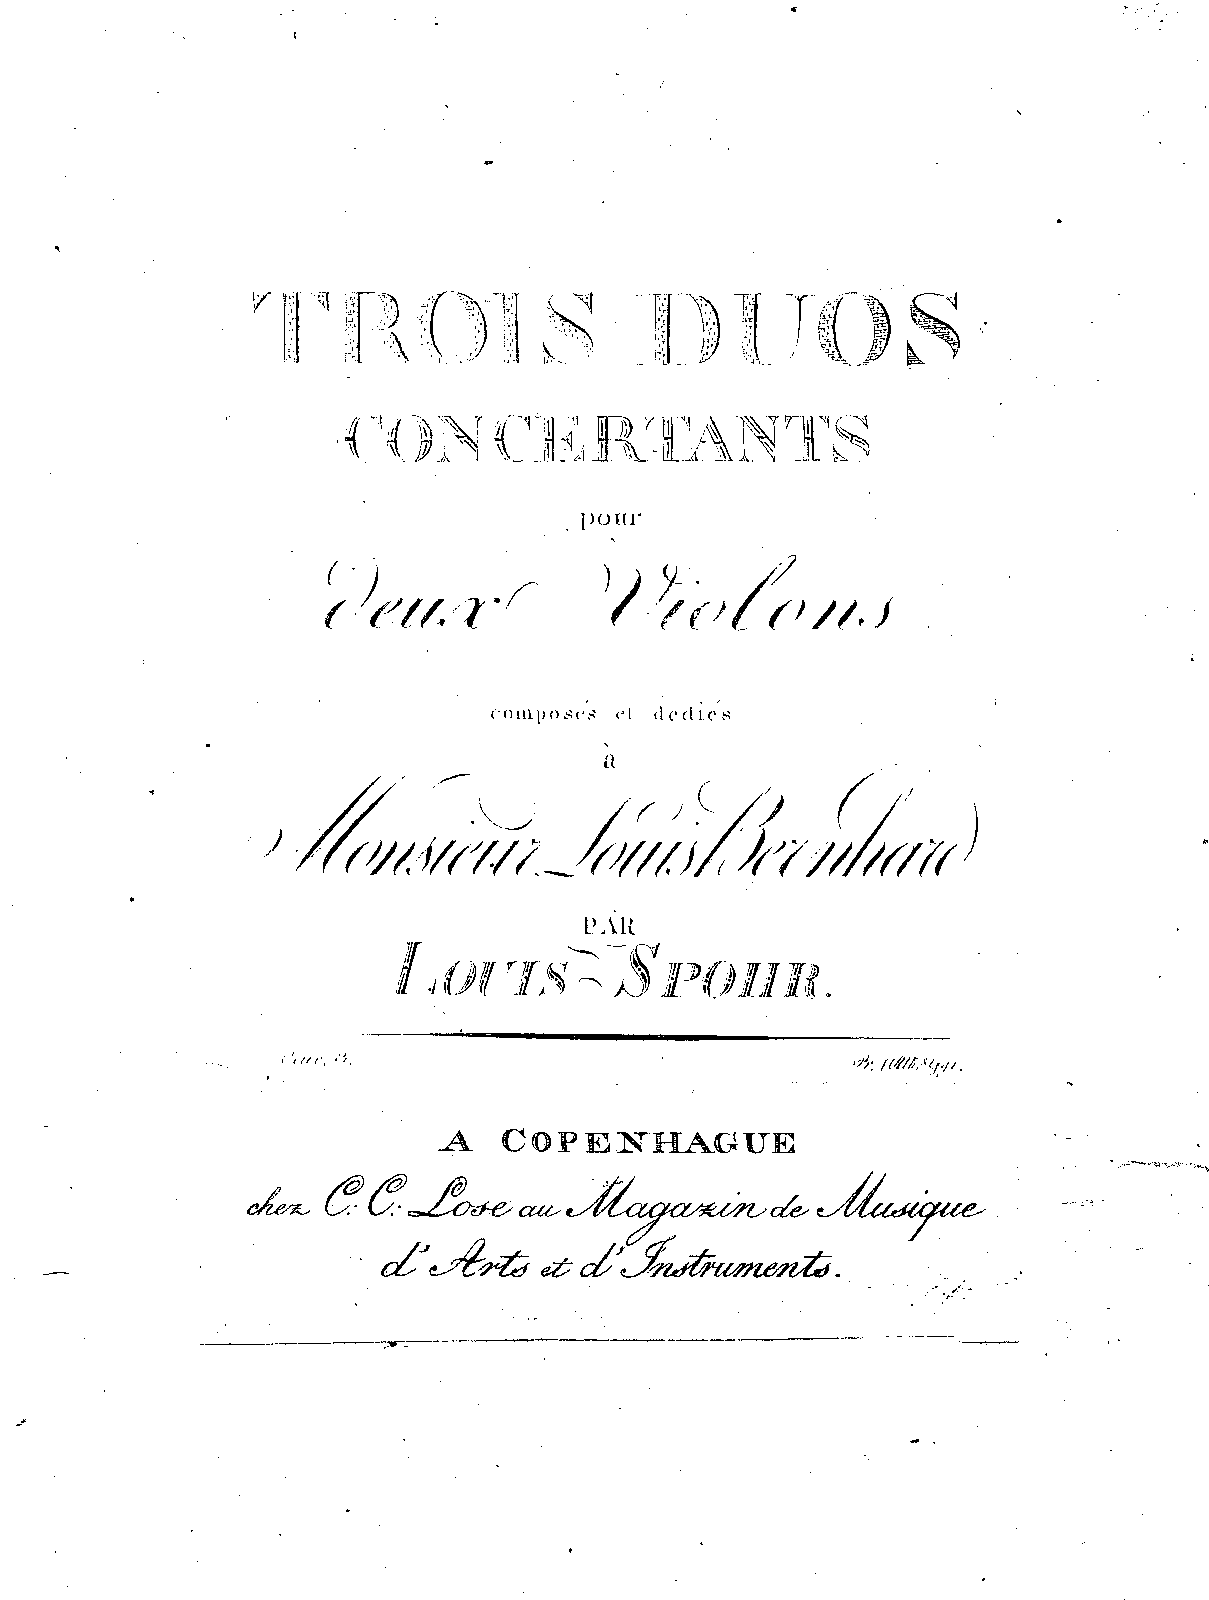 TROIS DUOS
CONCERTANTS
pour
deux Violons
composés et dediés
à
Monsieur Louis Bernhard
PAR
LOUIS SPOHR.
A COPENHAGUE
chez C. C. Lose au Magazin de Musique
d'Arts et d'Instruments.